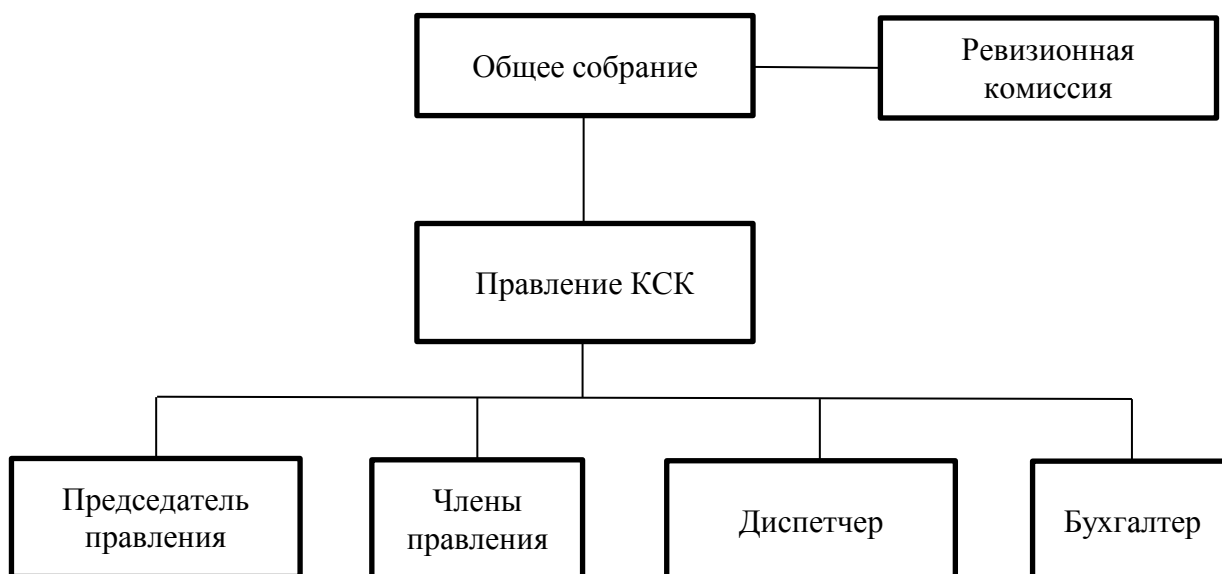 Общее собрание
Ревизионная
комиссия
Правление КСК
Председатель
правления
Члены
правления
Диспетчер
Бухгалтер